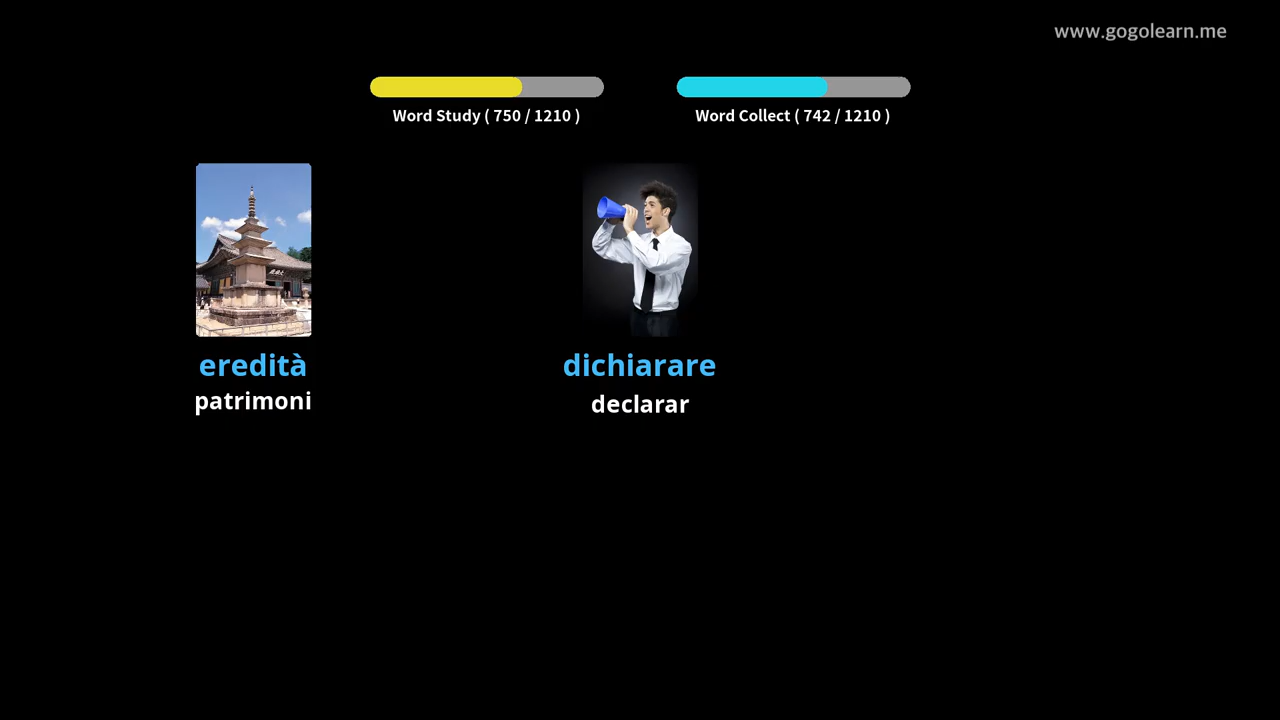 www.gogolearn.me
Word Study ( 750 / 1210 )
Word Collect ( 742 / 1210 )
eredità
patrimoni
dichiarare
declarar